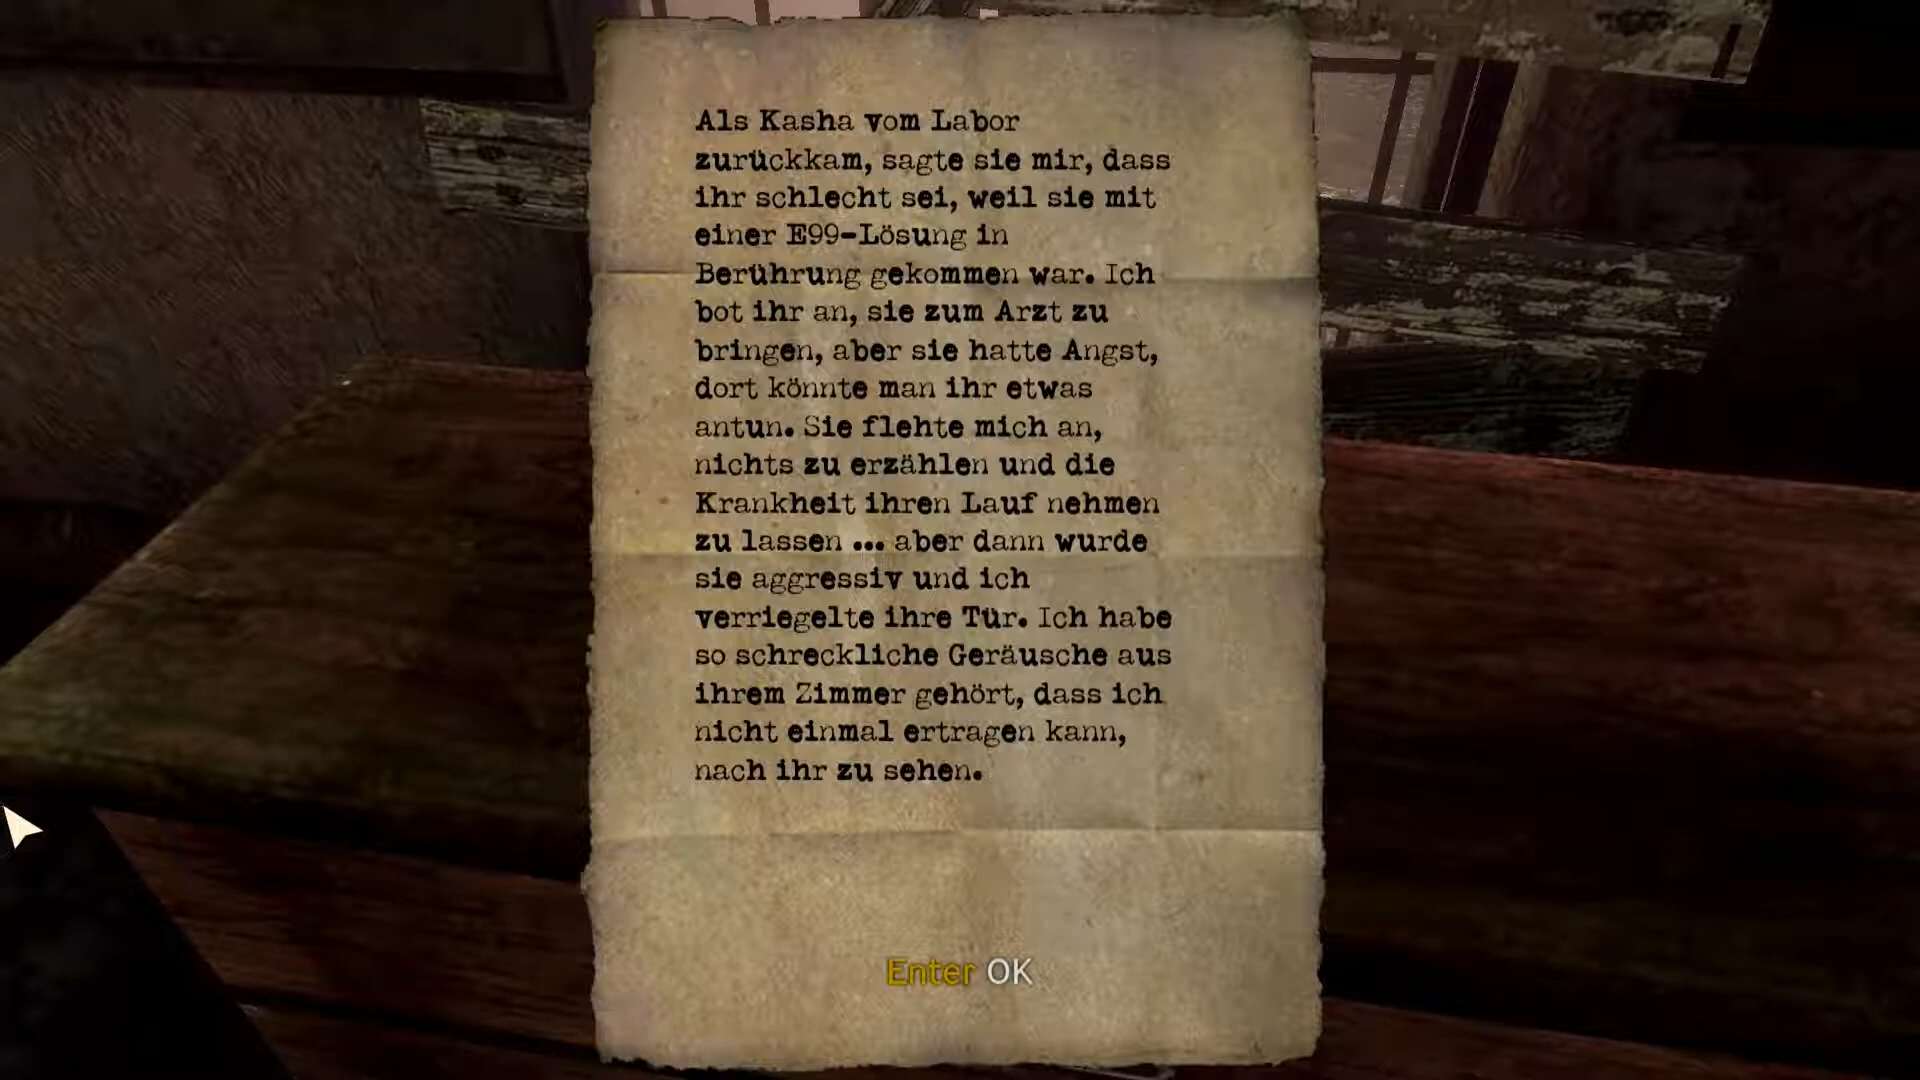 Als Kasha vom Labor
zurückkam, sagte sie mir, dass
ihr schlecht sei, weil sie mit
einer E99-Lösung in
Berührung gekommen war. Ich
bot ihr an, sie zum Arzt zu
bringen, aber sie hatte Angst,
dort könnte man ihr etwas
antun. Sie flehte mich an,
nichts zu erzählen und die
Krankheit ihren Lauf nehmen
zu lassen ... aber dann wurde
sie aggressiv und ich
verriegelte ihre Tür. Ich habe
so schreckliche Geräusche aus
ihrem Zimmer gehört, dass ich
nicht einmal ertragen kann,
nach ihr zu sehen.
Enter OK